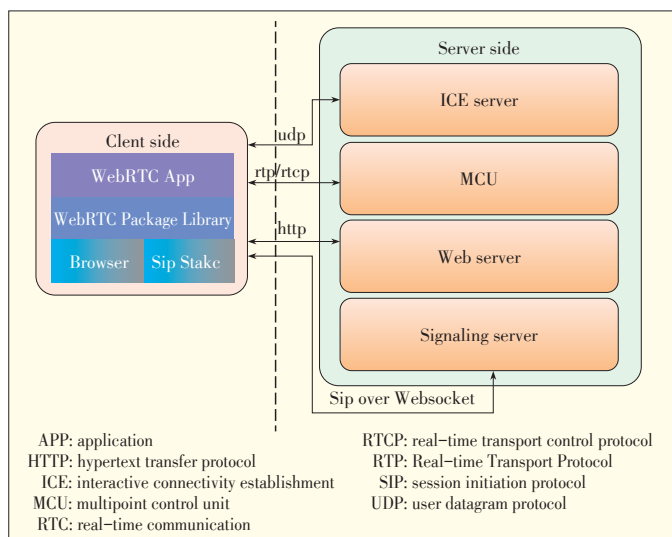 Server side
ICE server
udp
Clent side
rtp/rtcp
MCU
WebRTC App
WebRTC Package Library
http
Web server
Browser
Sip Stakc
Signaling server
Sip over Websocket
APP: application
HTTP: hypertext transfer protocol
ICE: interactive connectivity establishment
MCU: multipoint control unit
RTC: real-time communication
RTCP: real-time transport control protocol
RTP: Real-time Transport Protocol
SIP: session initiation protocol
UDP: user datagram protocol